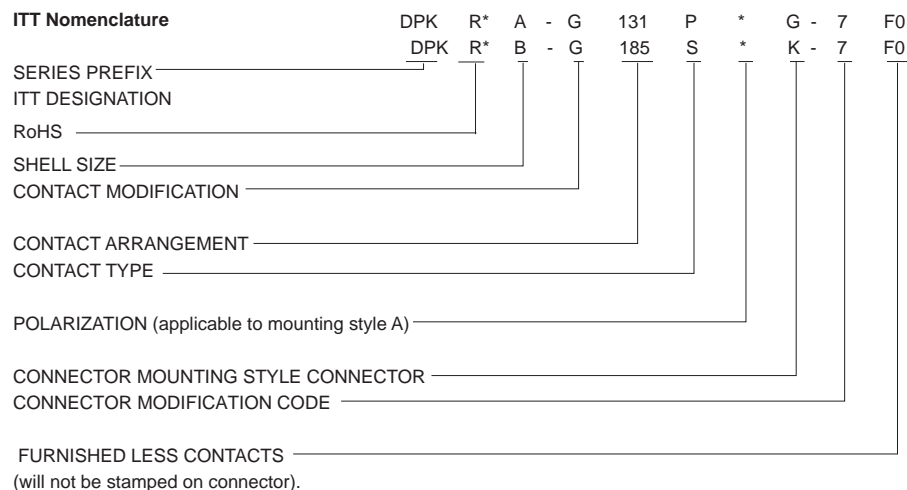 ITT Nomenclature DPK R* A - G 131 P * G - 7 F0
DPK R* B - G 185 S * K - 7 F0
SERIES PREFIX
ITT DESIGNATION
RoHS
SHELL SIZE
CONTACT MODIFICATION
CONTACT ARRANGEMENT
CONTACT TYPE
POLARIZATION (applicable to mounting style A)
CONNECTOR MOUNTING STYLE CONNECTOR
CONNECTOR MODIFICATION CODE
FURNISHED LESS CONTACTS
(will not be stamped on connector).